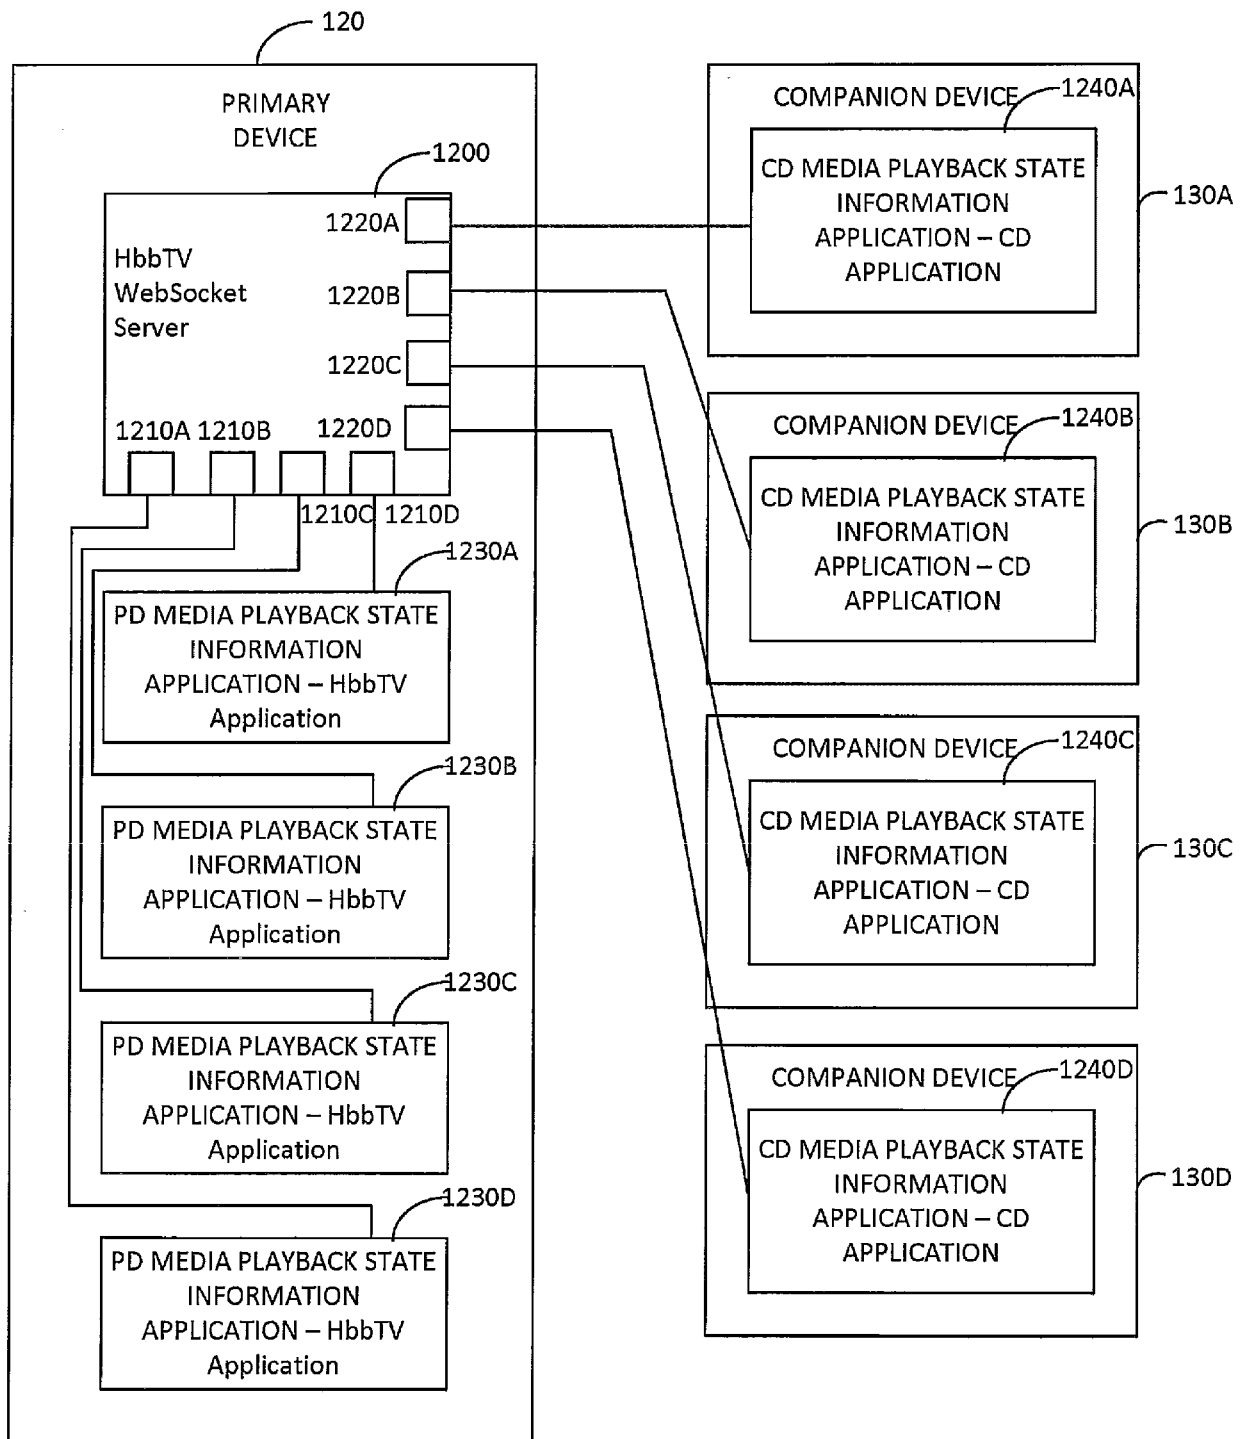 120
PRIMARY
DEVICE
1200
HbbTV
WebSocket
Server
1220A
1220B
1220C
1220D
1210A 1210B
1210C 1210D
1230A
PD MEDIA PLAYBACK STATE
INFORMATION
APPLICATION – HbbTV
Application
1230B
PD MEDIA PLAYBACK STATE
INFORMATION
APPLICATION – HbbTV
Application
1230C
PD MEDIA PLAYBACK STATE
INFORMATION
APPLICATION – HbbTV
Application
1230D
PD MEDIA PLAYBACK STATE
INFORMATION
APPLICATION – HbbTV
Application
COMPANION DEVICE
1240A
CD MEDIA PLAYBACK STATE
INFORMATION
APPLICATION – CD
APPLICATION
130A
COMPANION DEVICE
1240B
CD MEDIA PLAYBACK STATE
INFORMATION
APPLICATION – CD
APPLICATION
130B
COMPANION DEVICE
1240C
CD MEDIA PLAYBACK STATE
INFORMATION
APPLICATION – CD
APPLICATION
130C
COMPANION DEVICE
1240D
CD MEDIA PLAYBACK STATE
INFORMATION
APPLICATION – CD
APPLICATION
130D